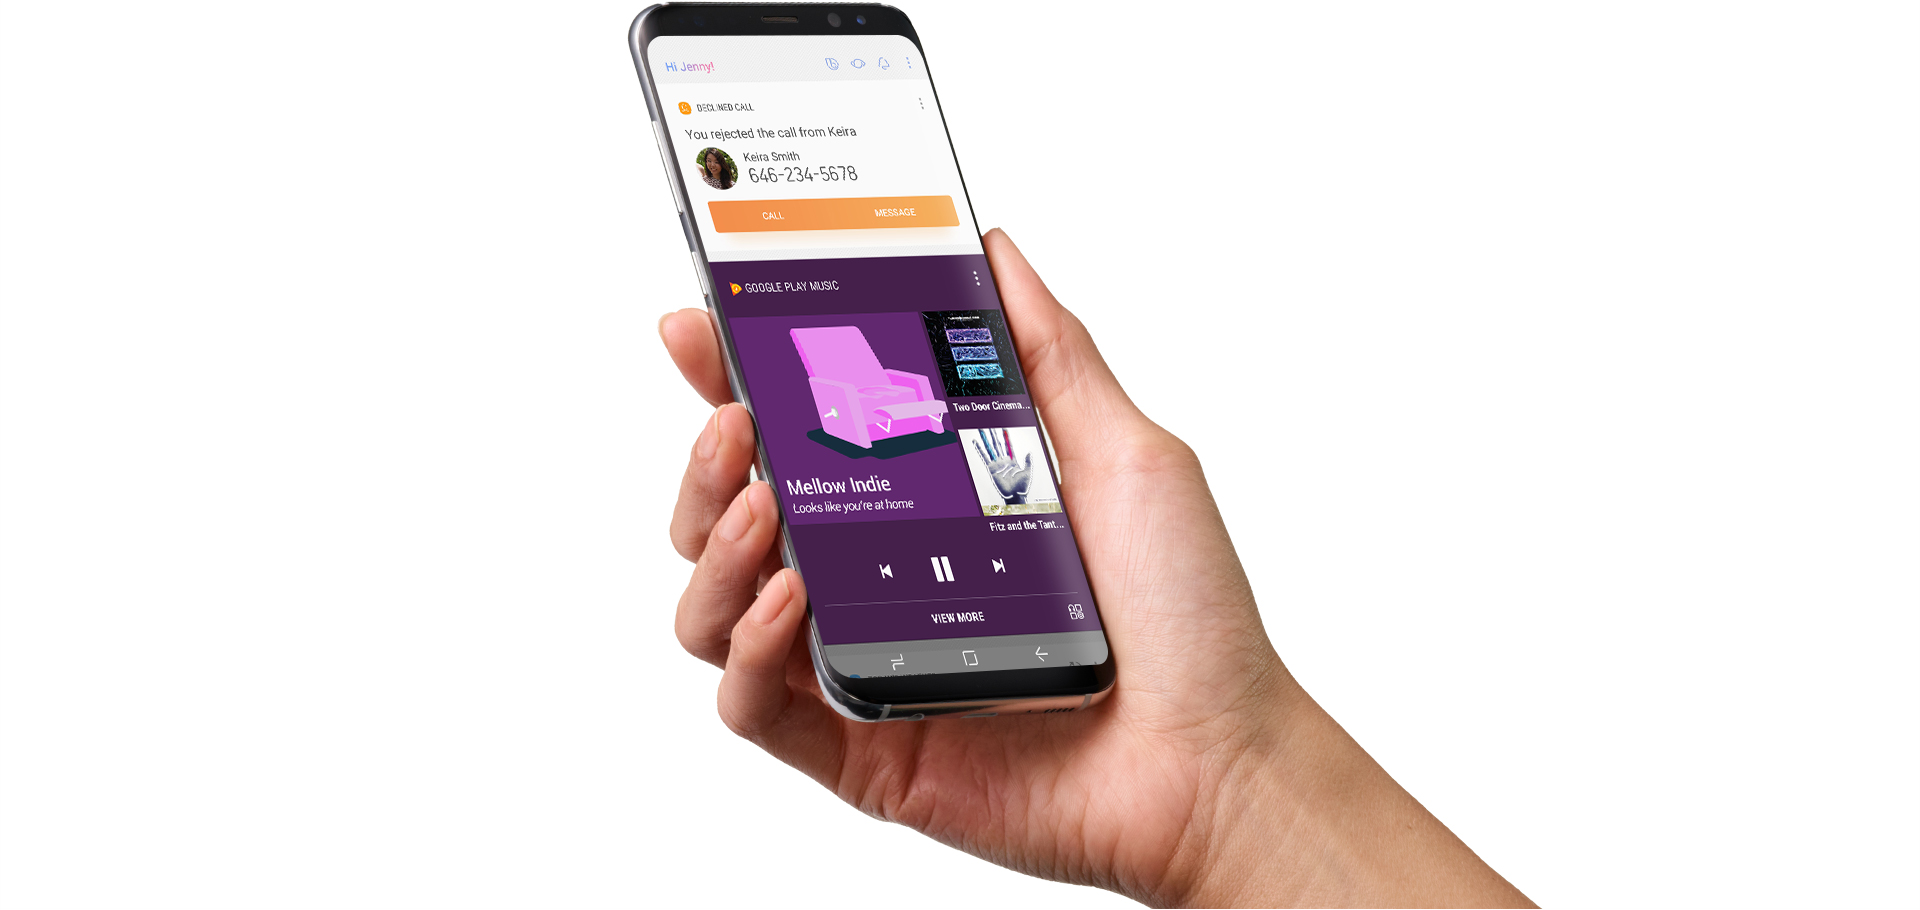 Hi Jenny!
DECLINED CALL
You rejected the call from Keira
Keira Smith
646-234-5678
CALL
MESSAGE
GOOGLE PLAY MUSIC
Two Door Cinema...
Mellow Indie
Looks like you're at home
Fitz and the Tant...
VIEW MORE